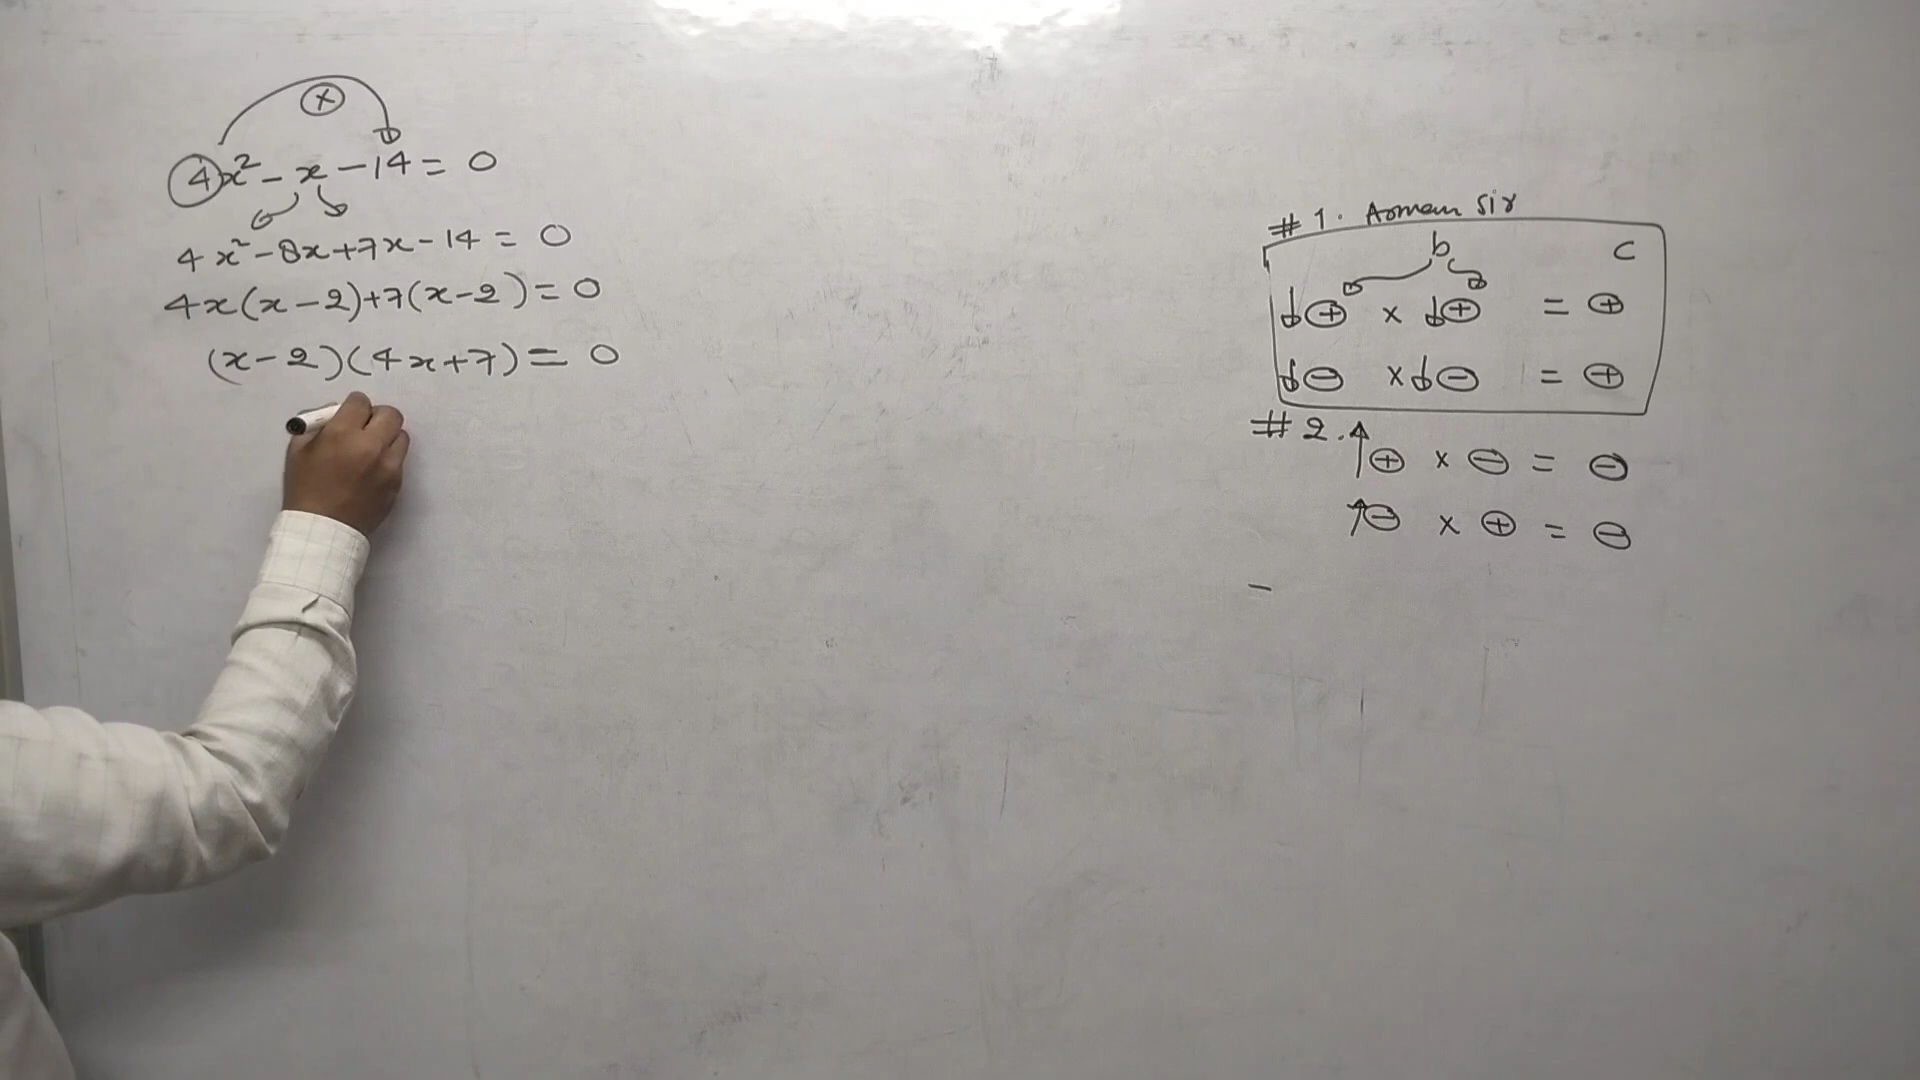 ⊗
4x² - x - 14 = 0
4x² - 8x + 7x - 14 = 0
4x(x - 2) + 7(x - 2) = 0
(x - 2)(4x + 7) = 0
# 1. Arman Sir
b c
↓⊕ × ↓⊕ = ⊕
↓⊖ × ↓⊖ = ⊕
# 2.
↑⊕ × ⊖ = ⊖
↑⊖ × ⊕ = ⊖
-